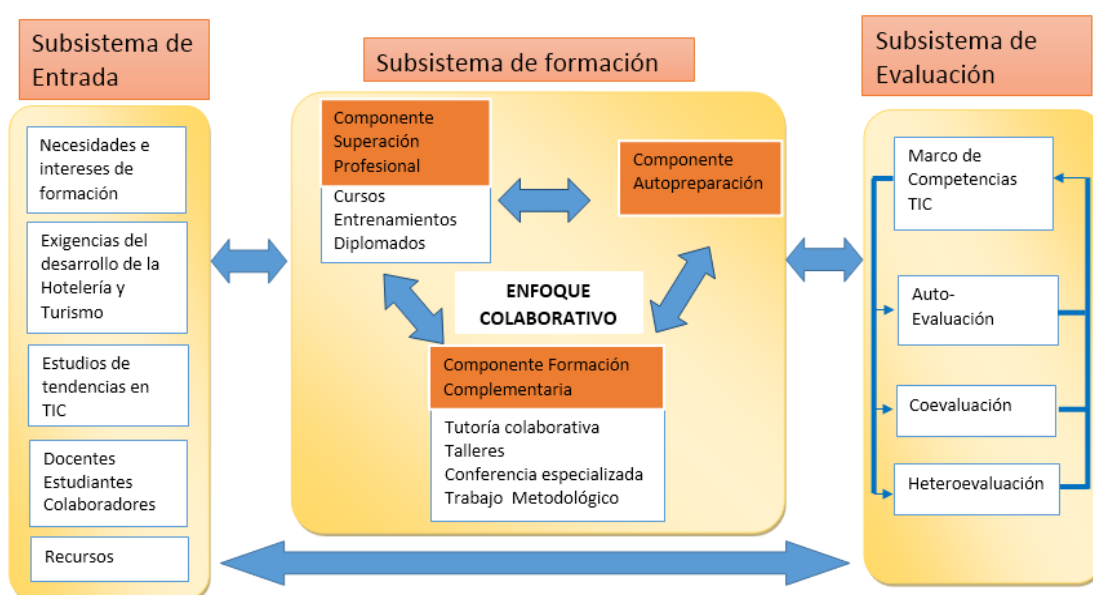 Subsistema de
Entrada
Necesidades e
intereses de
formación
Exigencias del
desarrollo de la
Hotelería y
Turismo
Estudios de
tendencias en
TIC
Docentes
Estudiantes
Colaboradores
Recursos
Subsistema de formación
Componente
Superación
Profesional
Cursos
Entrenamientos
Diplomados
Componente
Autopreparación
ENFOQUE
COLABORATIVO
Componente Formación
Complementaria
Tutoría colaborativa
Talleres
Conferencia especializada
Trabajo Metodológico
Subsistema de
Evaluación
Marco de
Competencias
TIC
Auto-
Evaluación
Coevaluación
Heteroevaluación